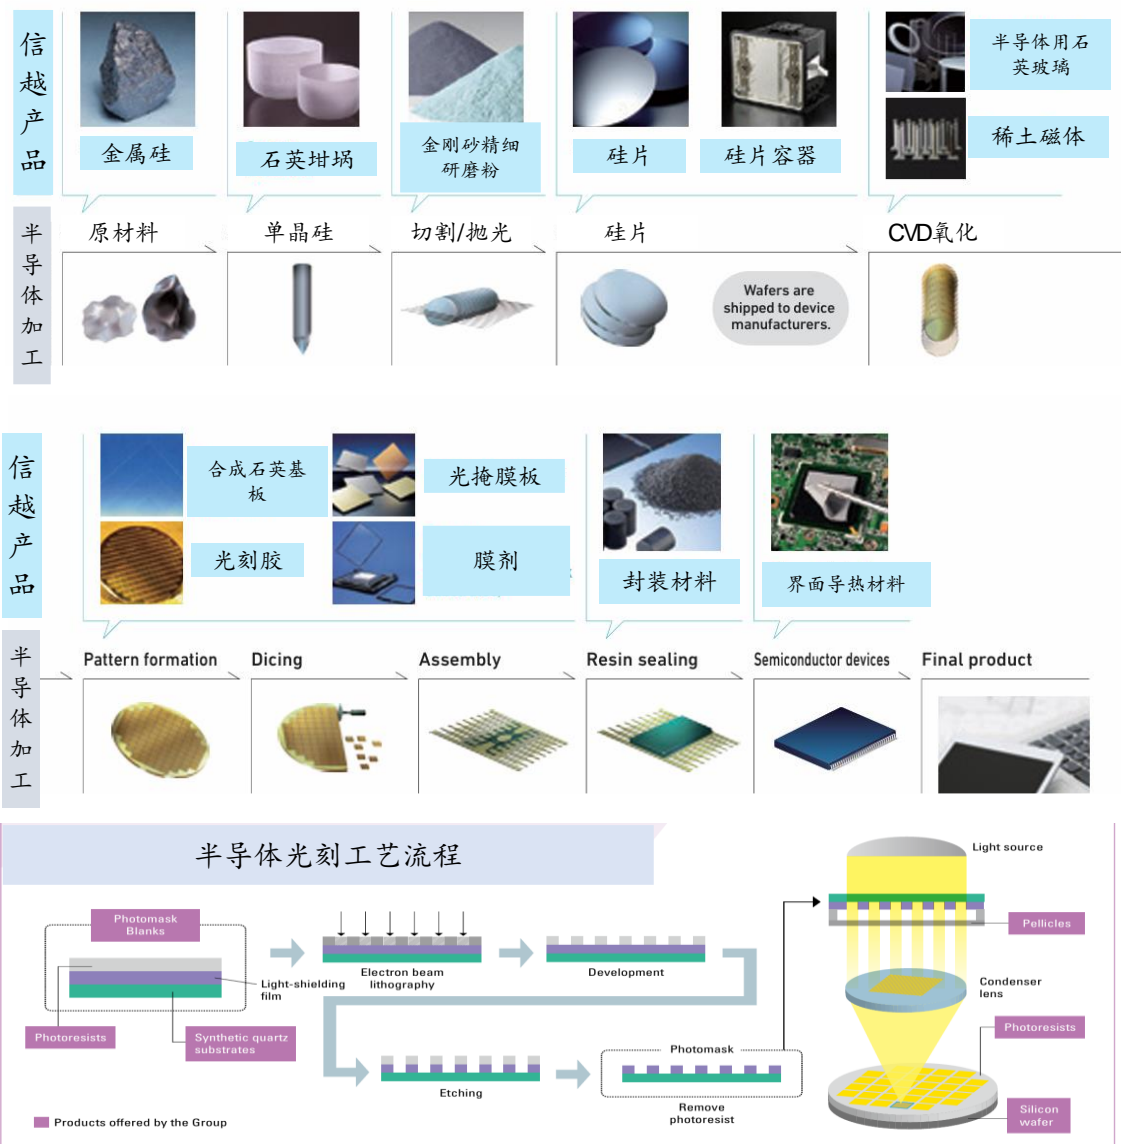 信越产品
金属硅
石英坩埚
金刚砂精细
研磨粉
硅片
硅片容器
半导体用石
英玻璃
稀土磁体
半导体加工
原材料
单晶硅
切割/抛光
硅片
CVD氧化
Wafers are
shipped to device
manufacturers.
信越产品
合成石英基
板
光掩膜板
光刻胶
膜剂
封装材料
界面导热材料
半导体加工
Pattern formation
Dicing
Assembly
Resin sealing
Semiconductor devices
Final product
半导体光刻工艺流程
Photomask
Blanks
Light-shielding
film
Photoresists
Synthetic quartz
substrates
Electron beam
lithography
Development
Etching
Photomask
Remove
photoresist
Light source
Pellicles
Condenser
lens
Photoresists
Silicon
wafer
Products offered by the Group